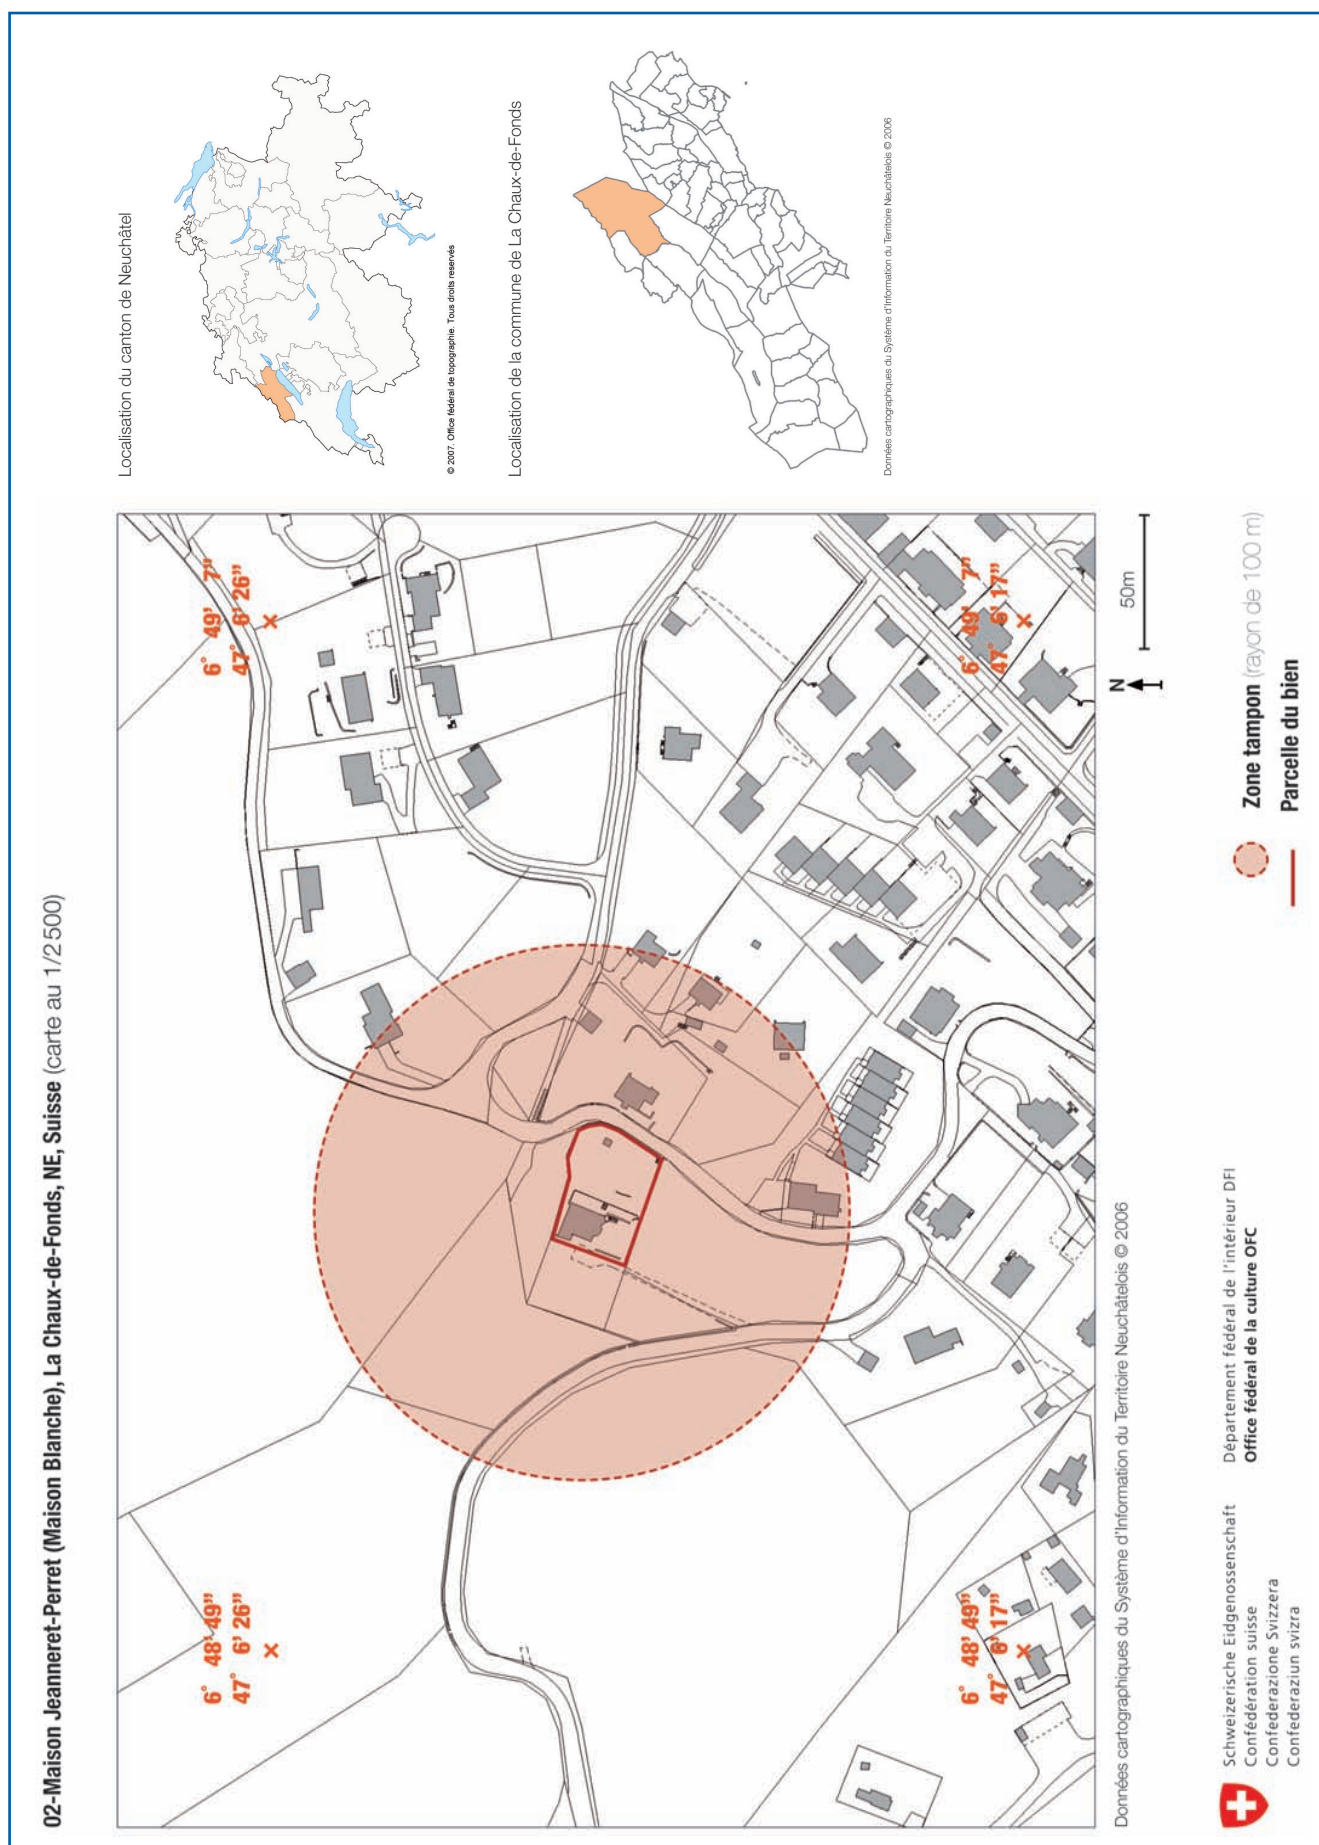 02-Maison Jeanneret-Perret (Maison Blanche), La Chaux-de-Fonds, NE, Suisse (carte au 1/2500)
6° 48' 49"
47° 6' 26"
6° 49' 7"
47° 6' 26"
6° 48' 49"
47° 6' 17"
6° 49' 7"
47° 6' 17"
Données cartographiques du Système d'Information du Territoire Neuchâtelois © 2006
N
50m
Localisation du canton de Neuchâtel
© 2007. Office fédéral de topographie. Tous droits reservés
Localisation de la commune de La Chaux-de-Fonds
Données cartographiques du Système d'Information du Territoire Neuchâtelois © 2006
Schweizerische Eidgenossenschaft
Confédération suisse
Confederazione Svizzera
Confederaziun svizra
Département fédéral de l'intérieur DFI
Office fédéral de la culture OFC
Zone tampon (rayon de 100 m)
Parcelle du bien